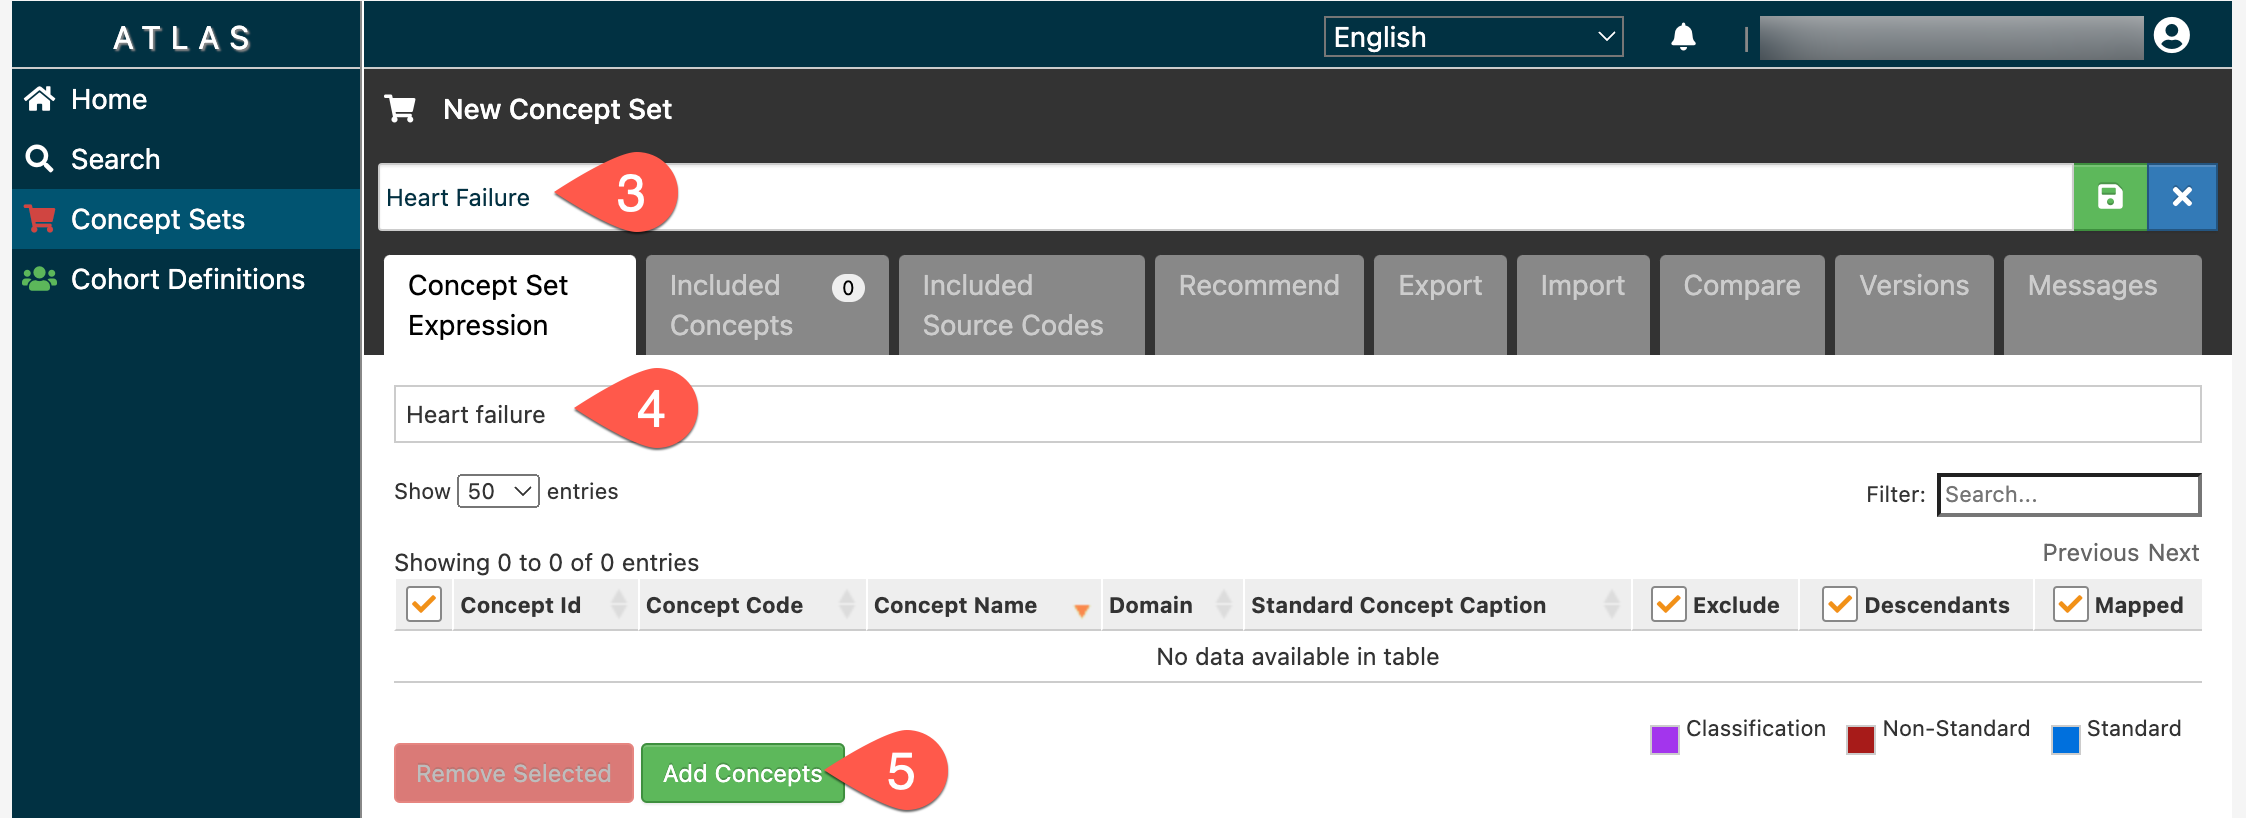 ATLAS
English
|
Home
Search
Concept Sets
Cohort Definitions
New Concept Set
Heart Failure
3
Concept Set
Expression
Included
Concepts
0
Included
Source Codes
Recommend
Export
Import
Compare
Versions
Messages
Heart failure
4
Show 50 entries
Filter: Search...
Showing 0 to 0 of 0 entries
Previous Next
Concept Id Concept Code Concept Name Domain Standard Concept Caption Exclude Descendants Mapped
No data available in table
Classification Non-Standard Standard
Remove Selected
Add Concepts
5